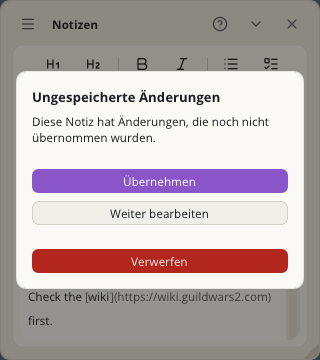 Notizen
H1 H2 B I
Ungespeicherte Änderungen
Diese Notiz hat Änderungen, die noch nicht
übernommen wurden.
Übernehmen
Weiter bearbeiten
Verwerfen
Check the [wiki](https://wiki.guildwars2.com)
first.